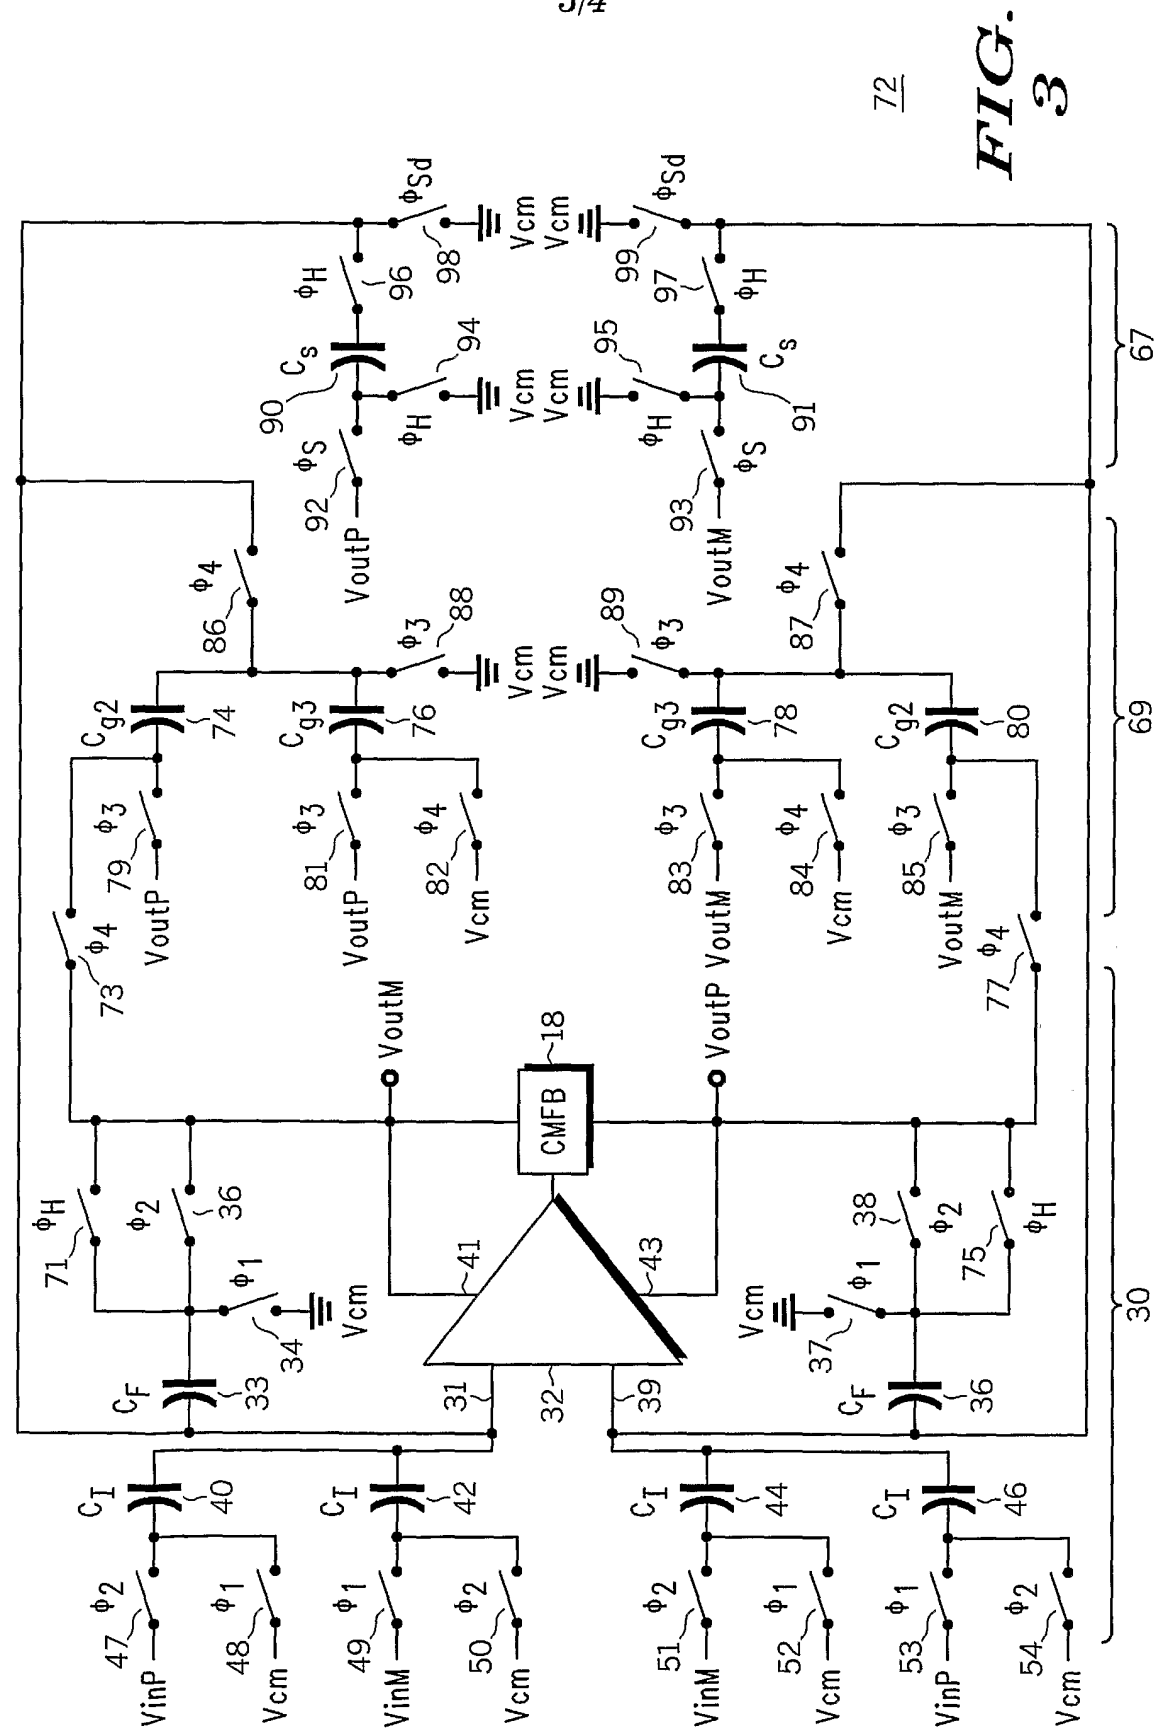 3/4
FIG. 3
72
CI
40
VinP
47
ϕ2
Vcm
48
ϕ1
CI
42
VinM
49
ϕ1
Vcm
50
ϕ2
CI
44
VinM
51
ϕ2
Vcm
52
ϕ1
CI
46
VinP
53
ϕ1
Vcm
54
ϕ2
CF
33
ϕ1
34
Vcm
ϕ2
36
ϕH
71
31
32
39
41
43
CMFB
18
VoutM
VoutP
CF
36
Vcm
37
ϕ1
38
ϕ2
75
ϕH
30
73
ϕ4
VoutP
79
ϕ3
Cg2
74
VoutP
81
ϕ3
Vcm
82
ϕ4
Cg3
76
ϕ3
88
Vcm
86
ϕ4
VoutM
83
ϕ3
Vcm
84
ϕ4
Cg3
78
Vcm
89
ϕ3
VoutM
85
ϕ3
Cg2
80
77
ϕ4
87
ϕ4
69
VoutP
92
ϕS
90
Cs
ϕH
94
Vcm
ϕH
96
98
ϕSd
Vcm
VoutM
93
ϕS
91
Cs
Vcm
95
ϕH
97
ϕH
Vcm
99
ϕSd
67